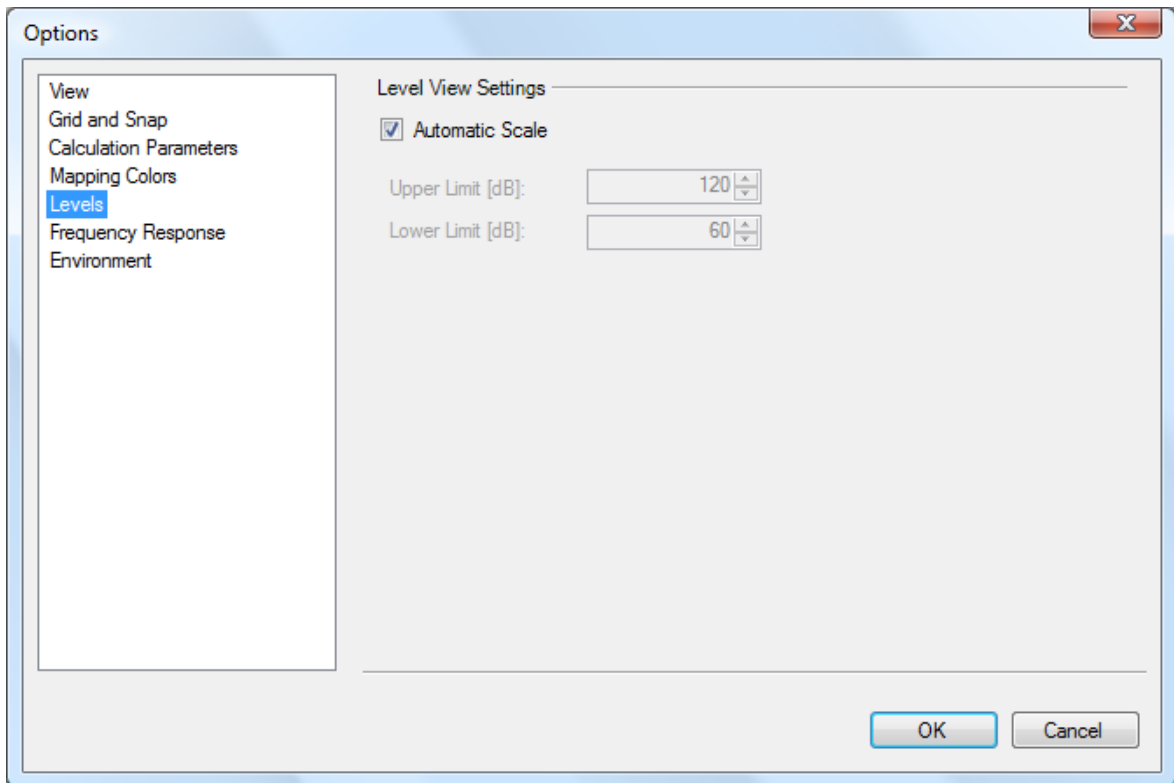 Options
View
Grid and Snap
Calculation Parameters
Mapping Colors
Levels
Frequency Response
Environment
Level View Settings
Automatic Scale
Upper Limit [dB]: 120
Lower Limit [dB]: 60
OK Cancel